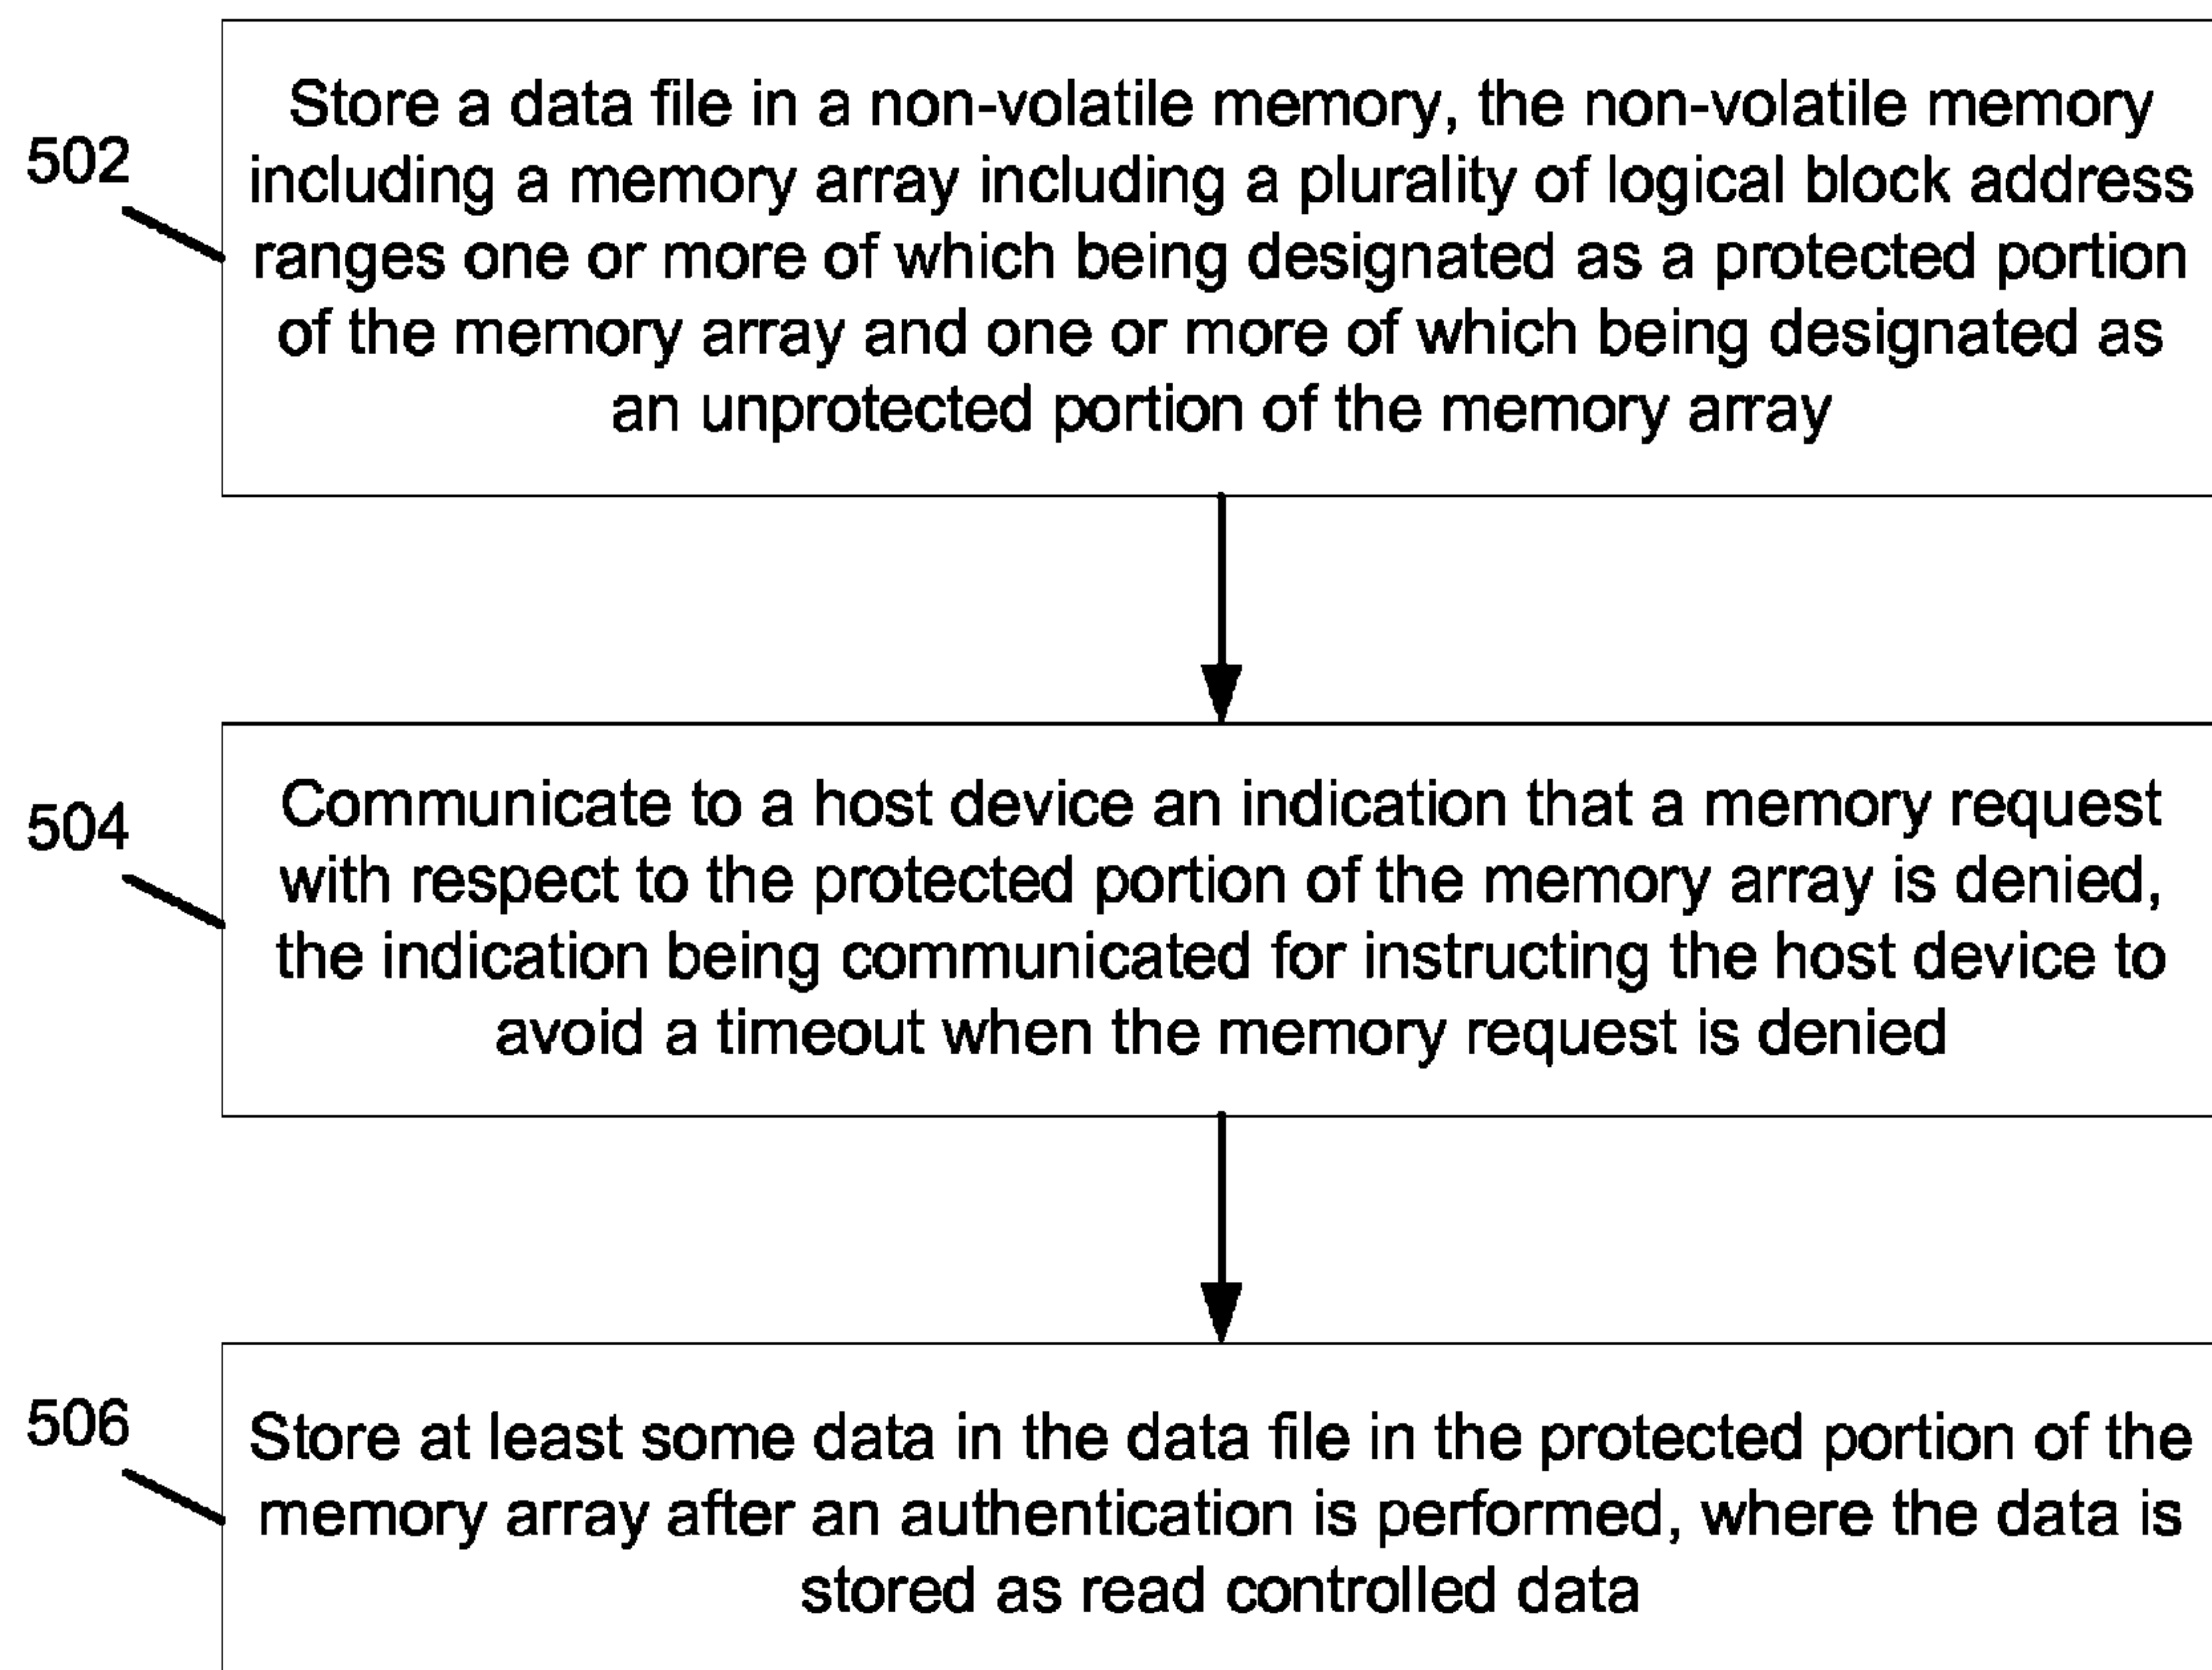 502
Store a data file in a non-volatile memory, the non-volatile memory
including a memory array including a plurality of logical block address
ranges one or more of which being designated as a protected portion
of the memory array and one or more of which being designated as
an unprotected portion of the memory array
504
Communicate to a host device an indication that a memory request
with respect to the protected portion of the memory array is denied,
the indication being communicated for instructing the host device to
avoid a timeout when the memory request is denied
506
Store at least some data in the data file in the protected portion of the
memory array after an authentication is performed, where the data is
stored as read controlled data